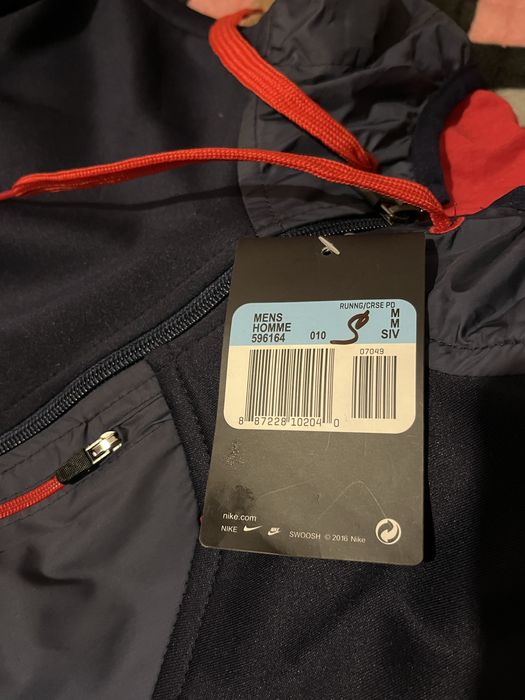 RUNNG/CRSE PD
MENS M
HOMME M
596164 010 SIV
07049
8 87228 10204 0
nike.com
NIKE SWOOSH © 2016 Nike